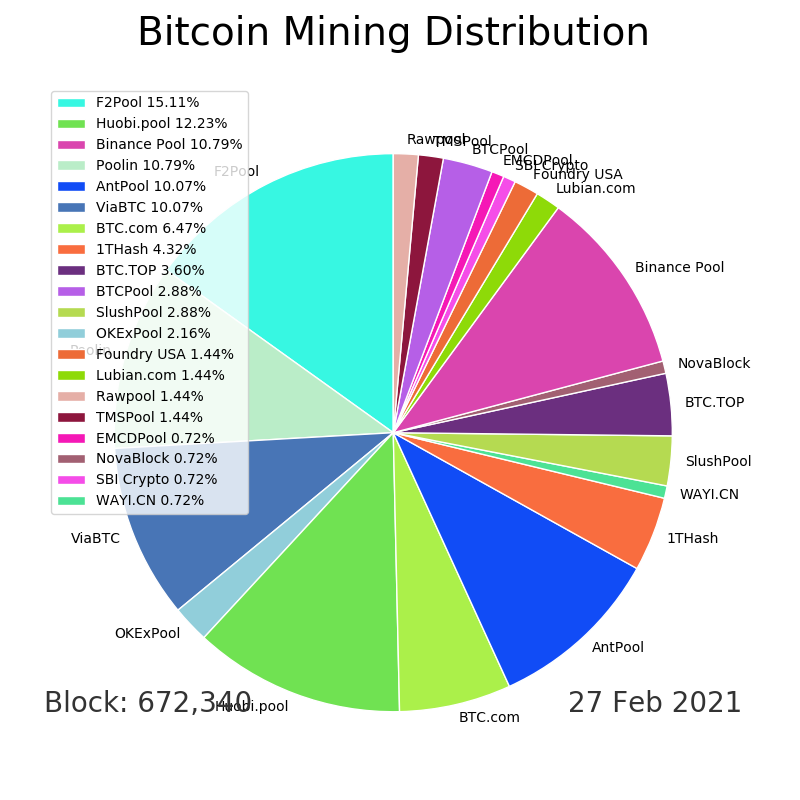 Bitcoin Mining Distribution
F2Pool 15.11%
Huobi.pool 12.23%
Binance Pool 10.79%
Poolin 10.79%
AntPool 10.07%
ViaBTC 10.07%
BTC.com 6.47%
1THash 4.32%
BTC.TOP 3.60%
BTCPool 2.88%
SlushPool 2.88%
OKExPool 2.16%
Foundry USA 1.44%
Lubian.com 1.44%
Rawpool 1.44%
TMSPool 1.44%
EMCDPool 0.72%
NovaBlock 0.72%
SBI Crypto 0.72%
WAYI.CN 0.72%
Rawpool
TMSPool
BTCPool
EMCDPool
SBI Crypto
Foundry USA
Lubian.com
F2Pool
Binance Pool
Poolin
NovaBlock
BTC.TOP
SlushPool
WAYI.CN
1THash
ViaBTC
OKExPool
AntPool
Huobi.pool
BTC.com
Block: 672,340
27 Feb 2021